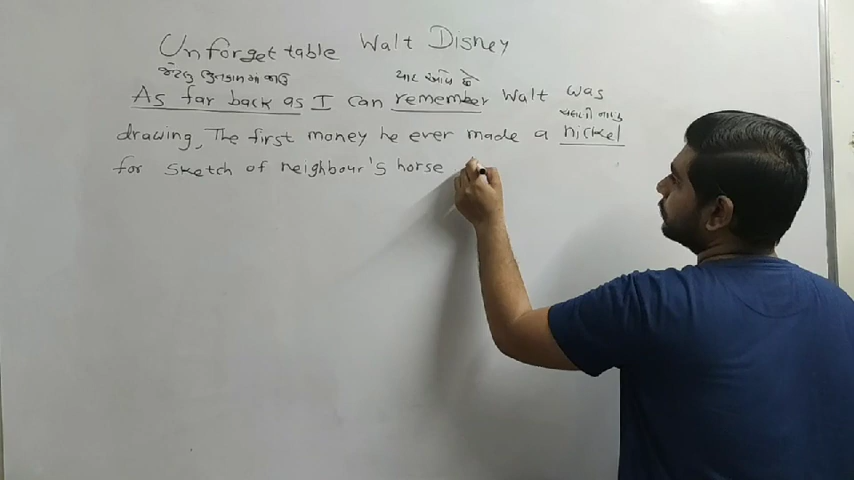 Unforgettable Walt Disney
યાદ આવે છે
As far back as I can remember Walt was
drawing, The first money he ever made a nickel
for sketch of neighbour's horse